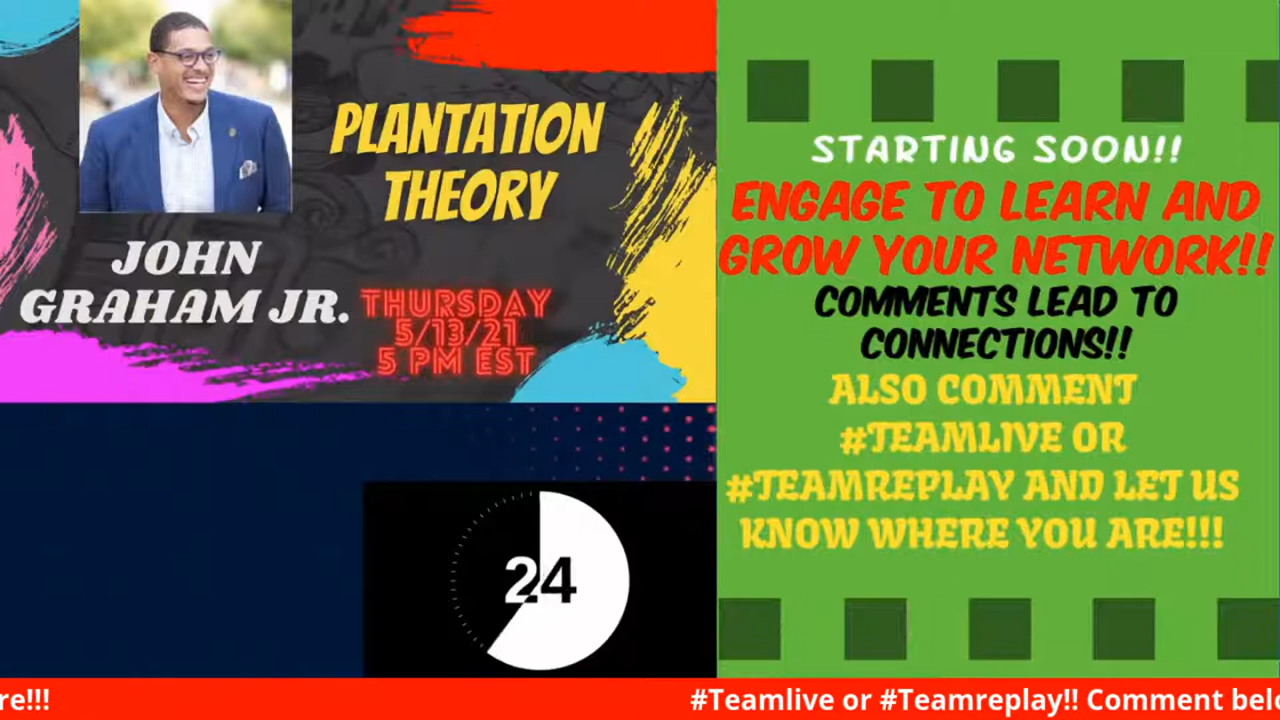 PLANTATION
THEORY
JOHN
GRAHAM JR.
THURSDAY
5/13/21
5 PM EST
24
STARTING SOON!!
ENGAGE TO LEARN AND
GROW YOUR NETWORK!!
COMMENTS LEAD TO
CONNECTIONS!!
ALSO COMMENT
#TEAMLIVE OR
#TEAMREPLAY AND LET US
KNOW WHERE YOU ARE!!!
re!!! #Teamlive or #Teamreplay!! Comment belo